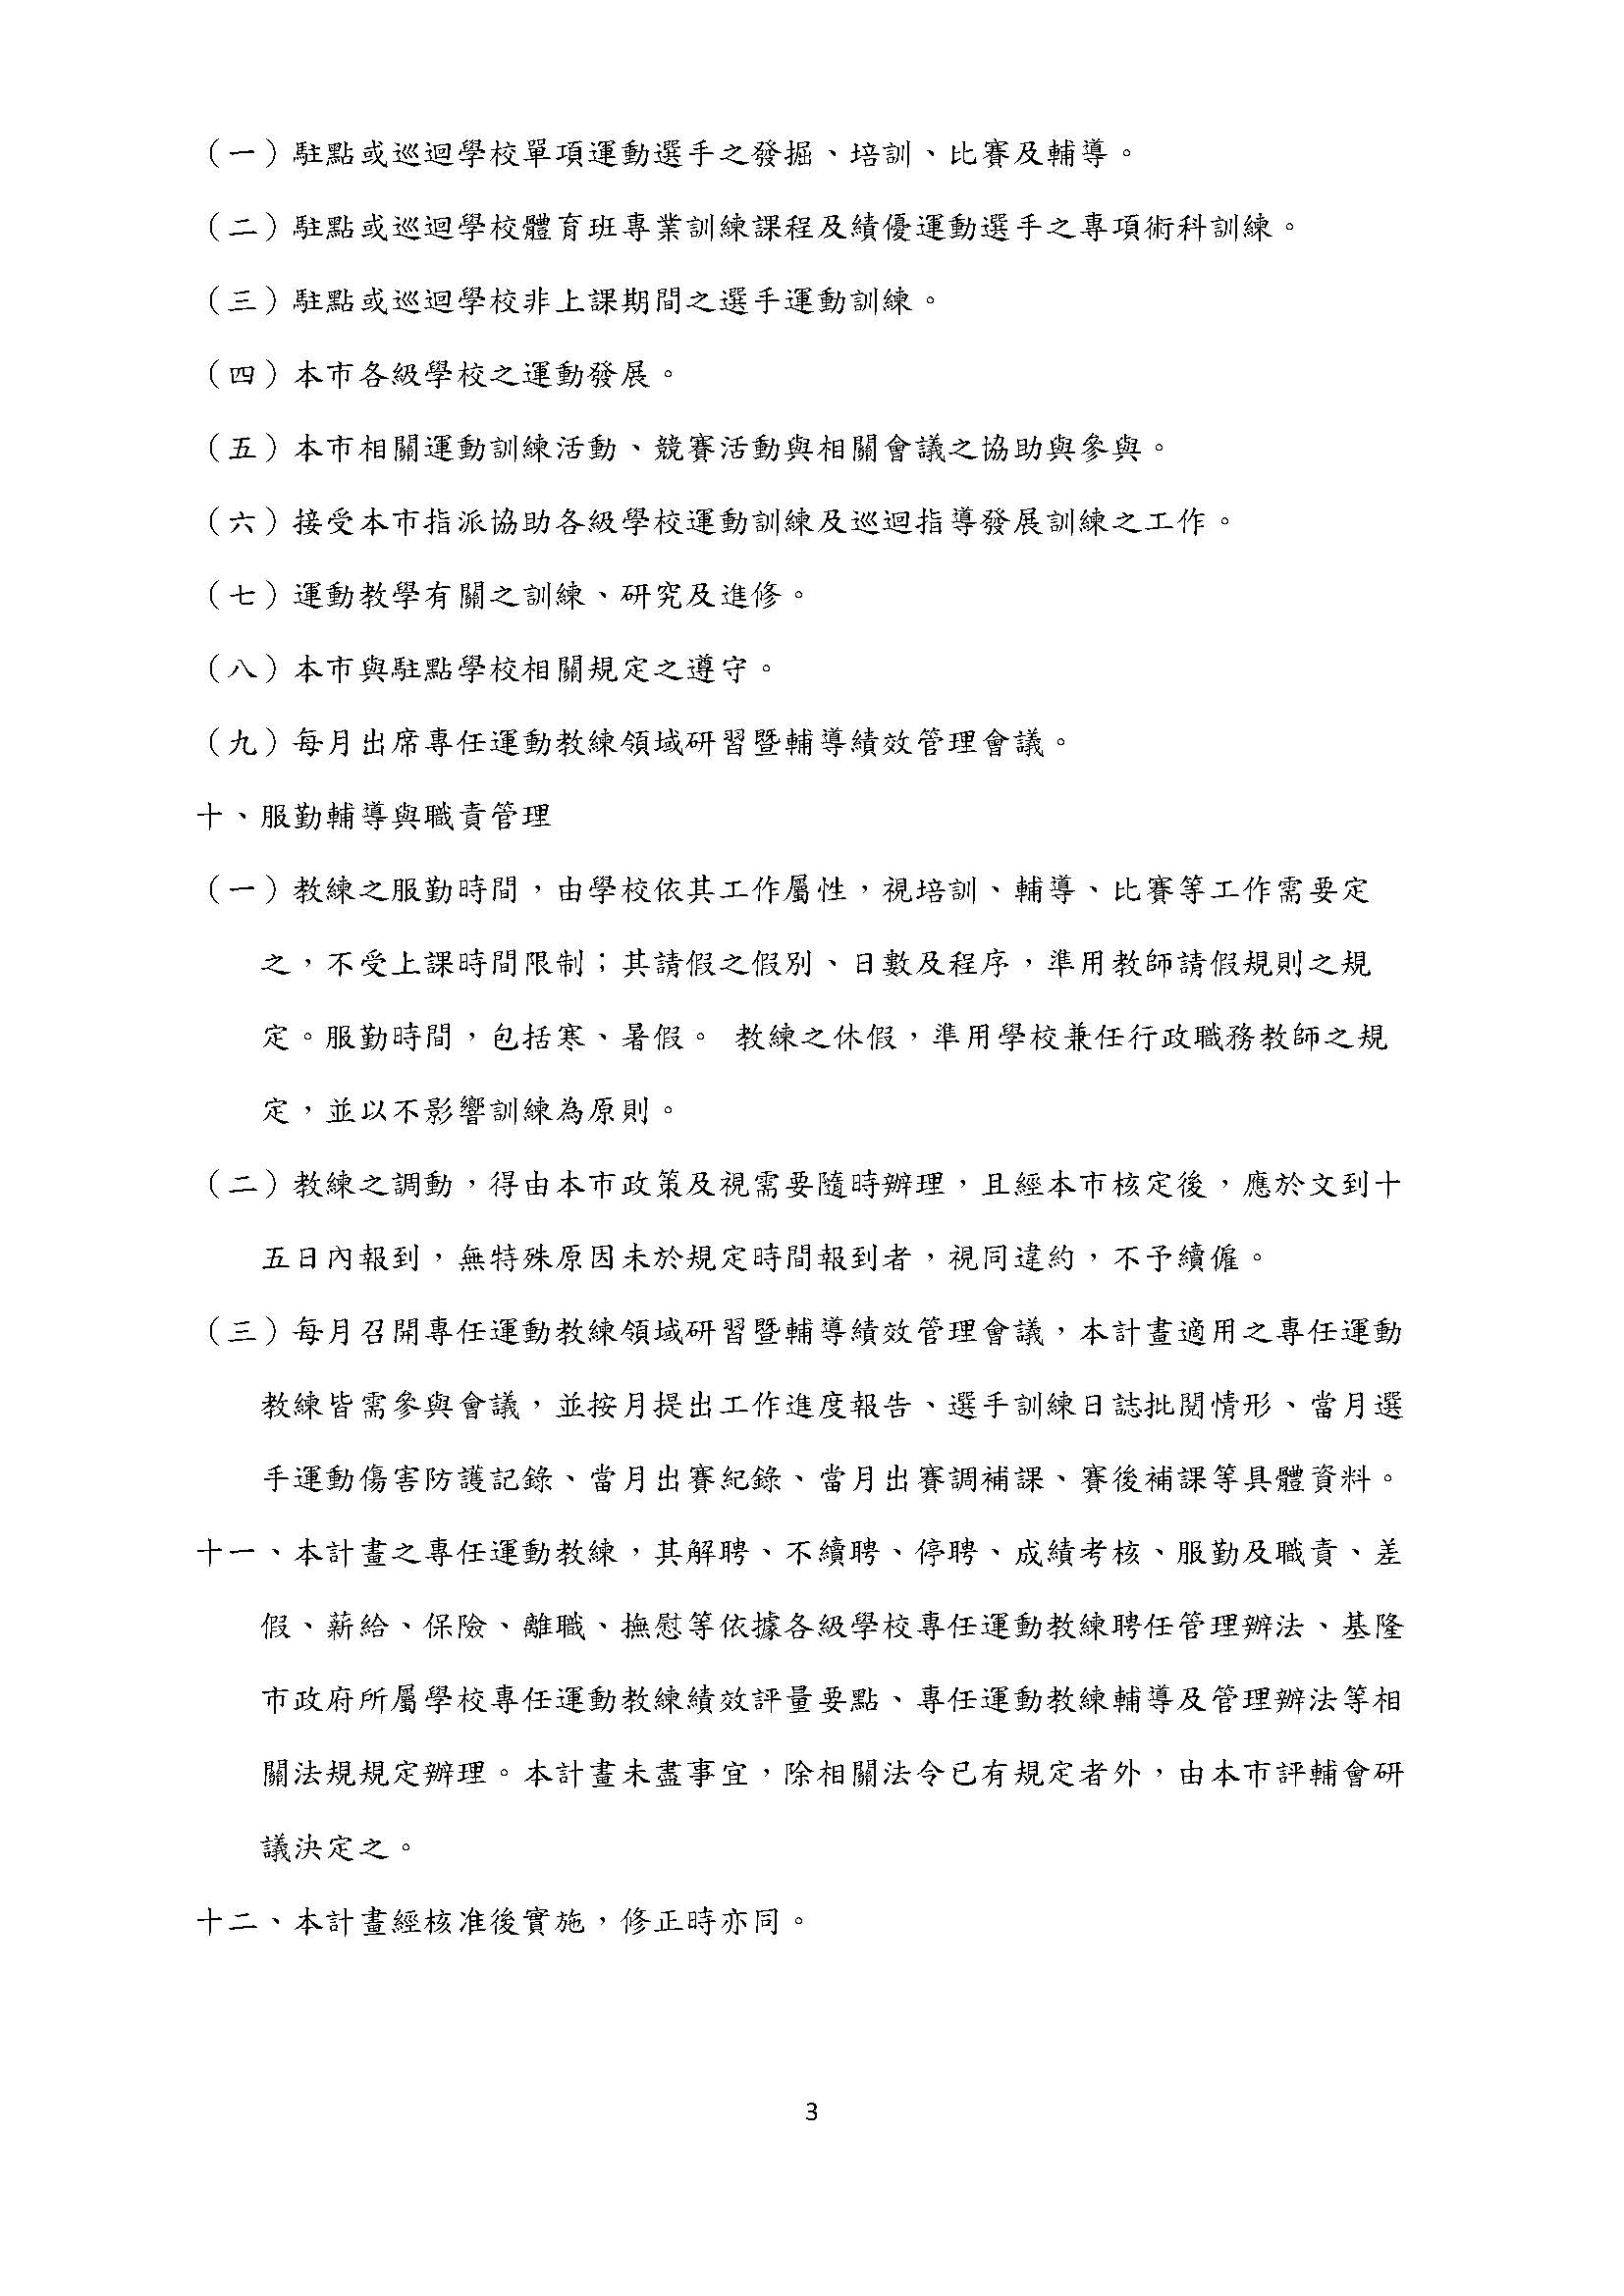 （一）駐點或巡迴學校單項運動選手之發掘、培訓、比賽及輔導。
（二）駐點或巡迴學校體育班專業訓練課程及績優運動選手之專項術科訓練。
（三）駐點或巡迴學校非上課期間之選手運動訓練。
（四）本市各級學校之運動發展。
（五）本市相關運動訓練活動、競賽活動與相關會議之協助與參與。
（六）接受本市指派協助各級學校運動訓練及巡迴指導發展訓練之工作。
（七）運動教學有關之訓練、研究及進修。
（八）本市與駐點學校相關規定之遵守。
（九）每月出席專任運動教練領域研習暨輔導績效管理會議。
十、服勤輔導與職責管理
（一）教練之服勤時間，由學校依其工作屬性，視培訓、輔導、比賽等工作需要定
之，不受上課時間限制；其請假之假別、日數及程序，準用教師請假規則之規
定。服勤時間，包括寒、暑假。 教練之休假，準用學校兼任行政職務教師之規
定，並以不影響訓練為原則。
（二）教練之調動，得由本市政策及視需要隨時辦理，且經本市核定後，應於文到十
五日內報到，無特殊原因未於規定時間報到者，視同違約，不予續僱。
（三）每月召開專任運動教練領域研習暨輔導績效管理會議，本計畫適用之專任運動
教練皆需參與會議，並按月提出工作進度報告、選手訓練日誌批閱情形、當月選
手運動傷害防護記錄、當月出賽紀錄、當月出賽調補課、賽後補課等具體資料。
十一、本計畫之專任運動教練，其解聘、不續聘、停聘、成績考核、服勤及職責、差
假、薪給、保險、離職、撫慰等依據各級學校專任運動教練聘任管理辦法、基隆
市政府所屬學校專任運動教練績效評量要點、專任運動教練輔導及管理辦法等相
關法規規定辦理。本計畫未盡事宜，除相關法令已有規定者外，由本市評輔會研
議決定之。
十二、本計畫經核准後實施，修正時亦同。
3